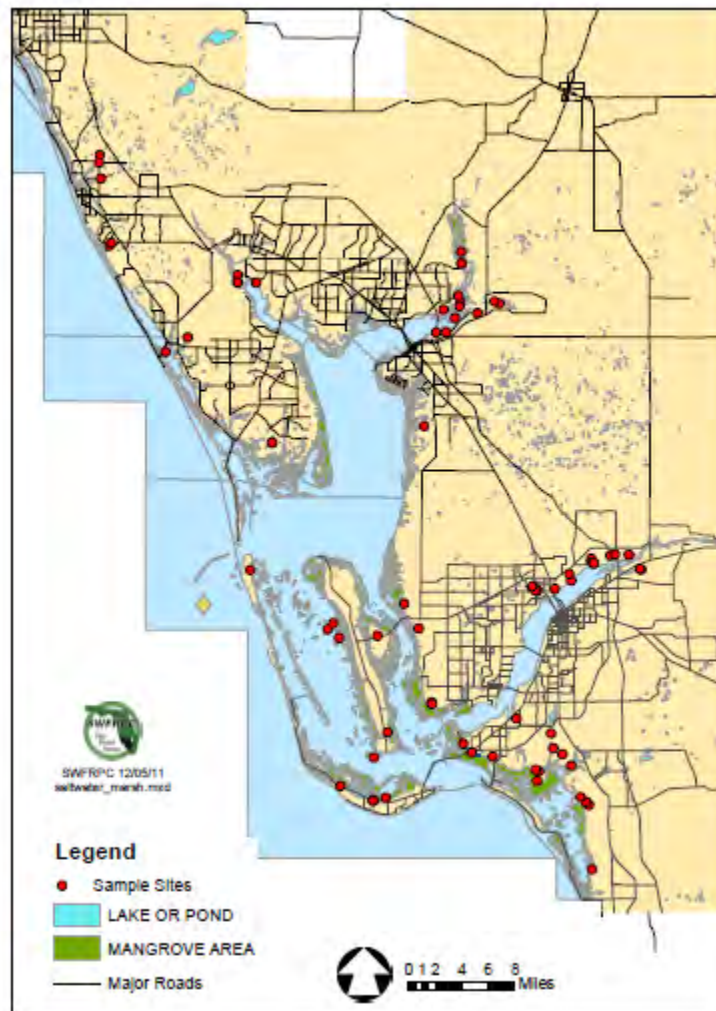 SWFRPC
SWFRPC 12/05/11
saltwater_marsh.mxd
Legend
Sample Sites
LAKE OR POND
MANGROVE AREA
Major Roads
0 1 2 4 6 8
Miles